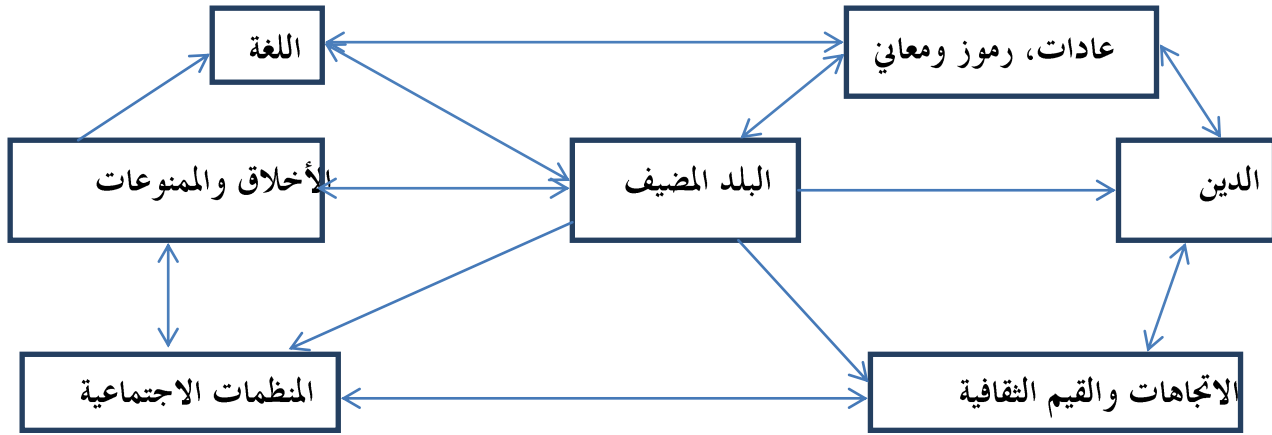 عادات، رموز ومعاني
اللغة
الدين
البلد المضيف
الأخلاق والممنوعات
الاتجاهات والقيم الثقافية
المنظمات الاجتماعية